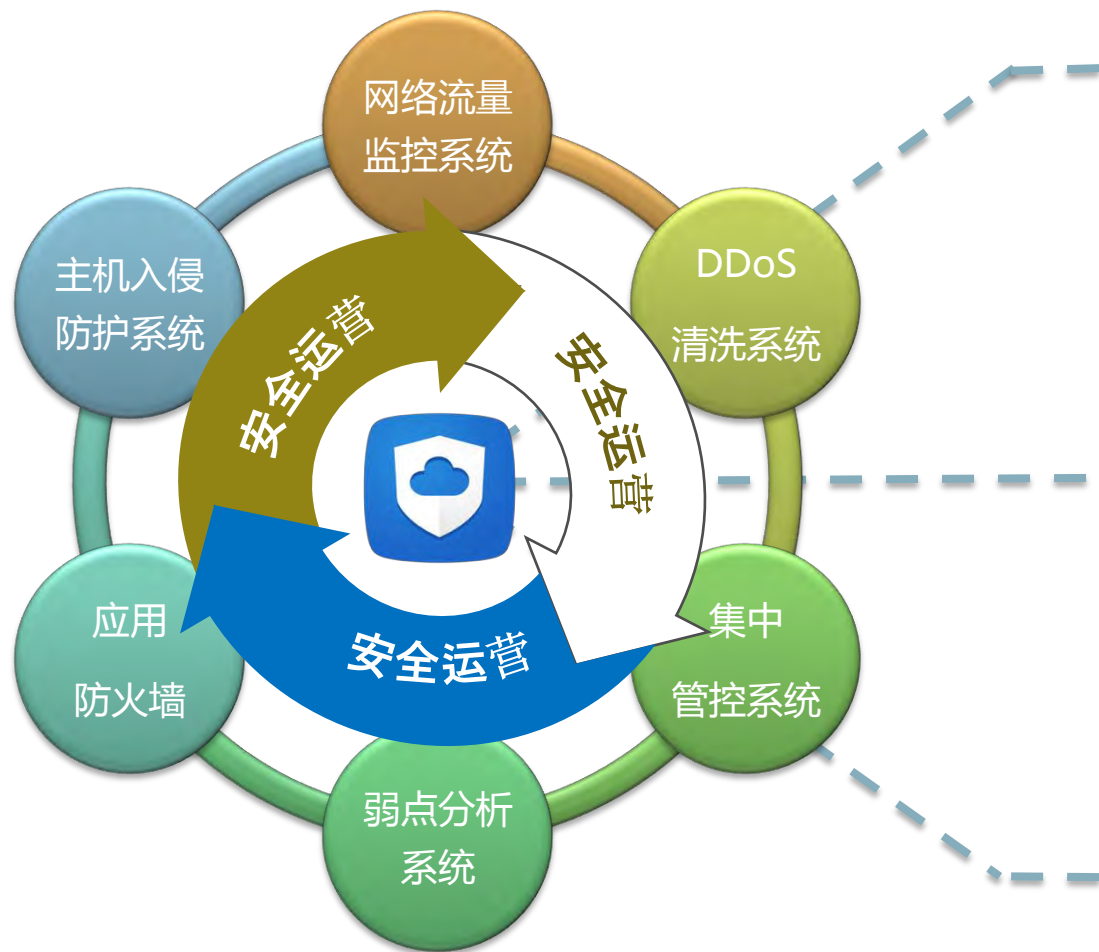 网络流量
监控系统
主机入侵
防护系统
DDoS
清洗系统
安全运营
安全运营
应用
防火墙
集中
管控系统
安全运营
弱点分析
系统